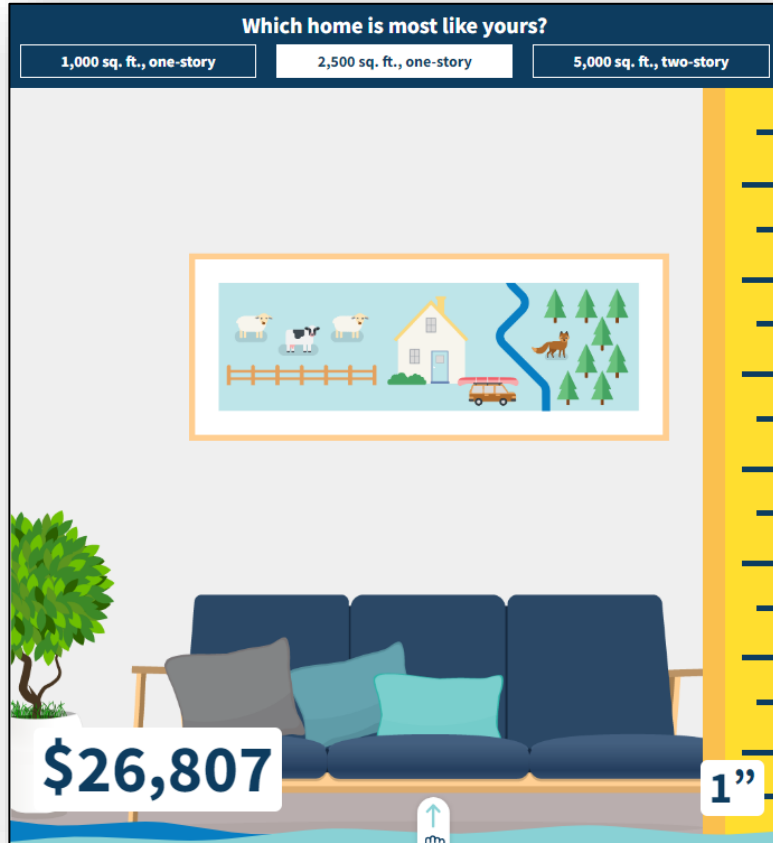 Which home is most like yours?
1,000 sq. ft., one-story
2,500 sq. ft., one-story
5,000 sq. ft., two-story
$26,807
1”